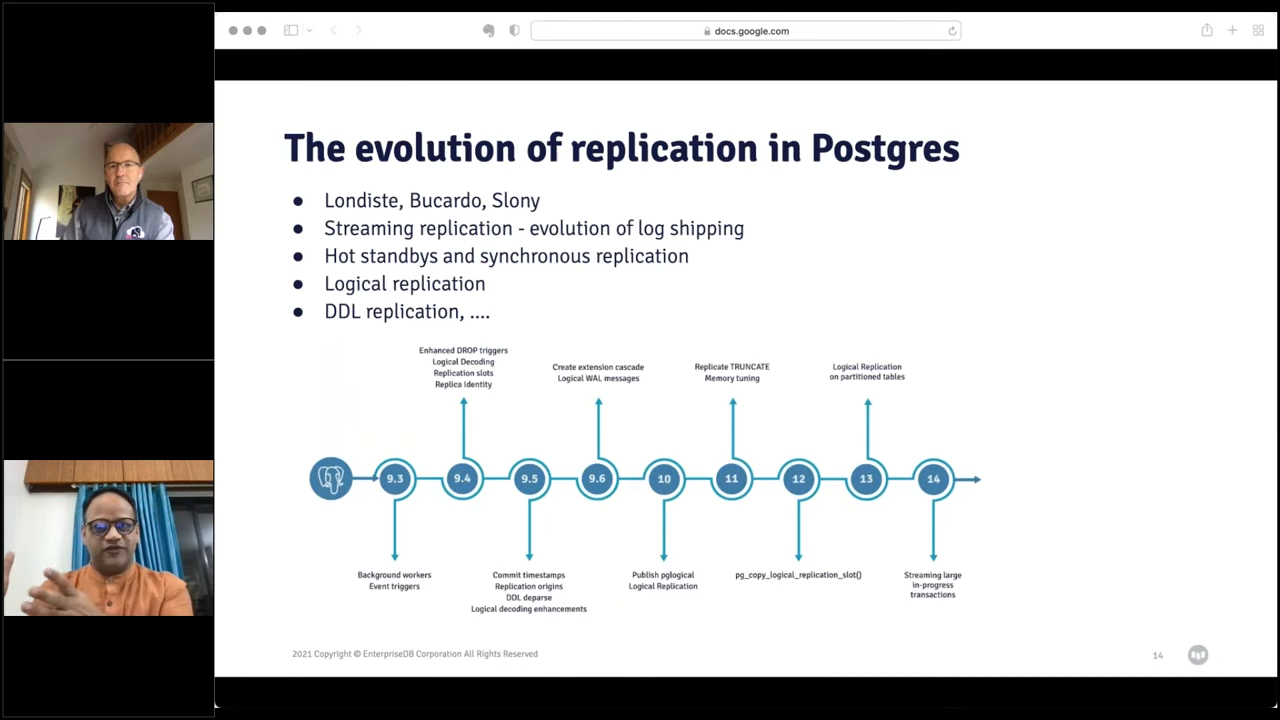 docs.google.com
The evolution of replication in Postgres
● Londiste, Bucardo, Slony
● Streaming replication - evolution of log shipping
● Hot standbys and synchronous replication
● Logical replication
● DDL replication, ....
Enhanced DROP triggers
Logical Decoding
Replication slots
Replica Identity
Create extension cascade
Logical WAL messages
Replicate TRUNCATE
Memory tuning
Logical Replication
on partitioned tables
9.3
9.4
9.5
9.6
10
11
12
13
14
Background workers
Event triggers
Commit timestamps
Replication origins
DDL deparse
Logical decoding enhancements
Publish pglogical
Logical Replication
pg_copy_logical_replication_slot()
Streaming large
in-progress
transactions
2021 Copyright © EnterpriseDB Corporation All Rights Reserved
14